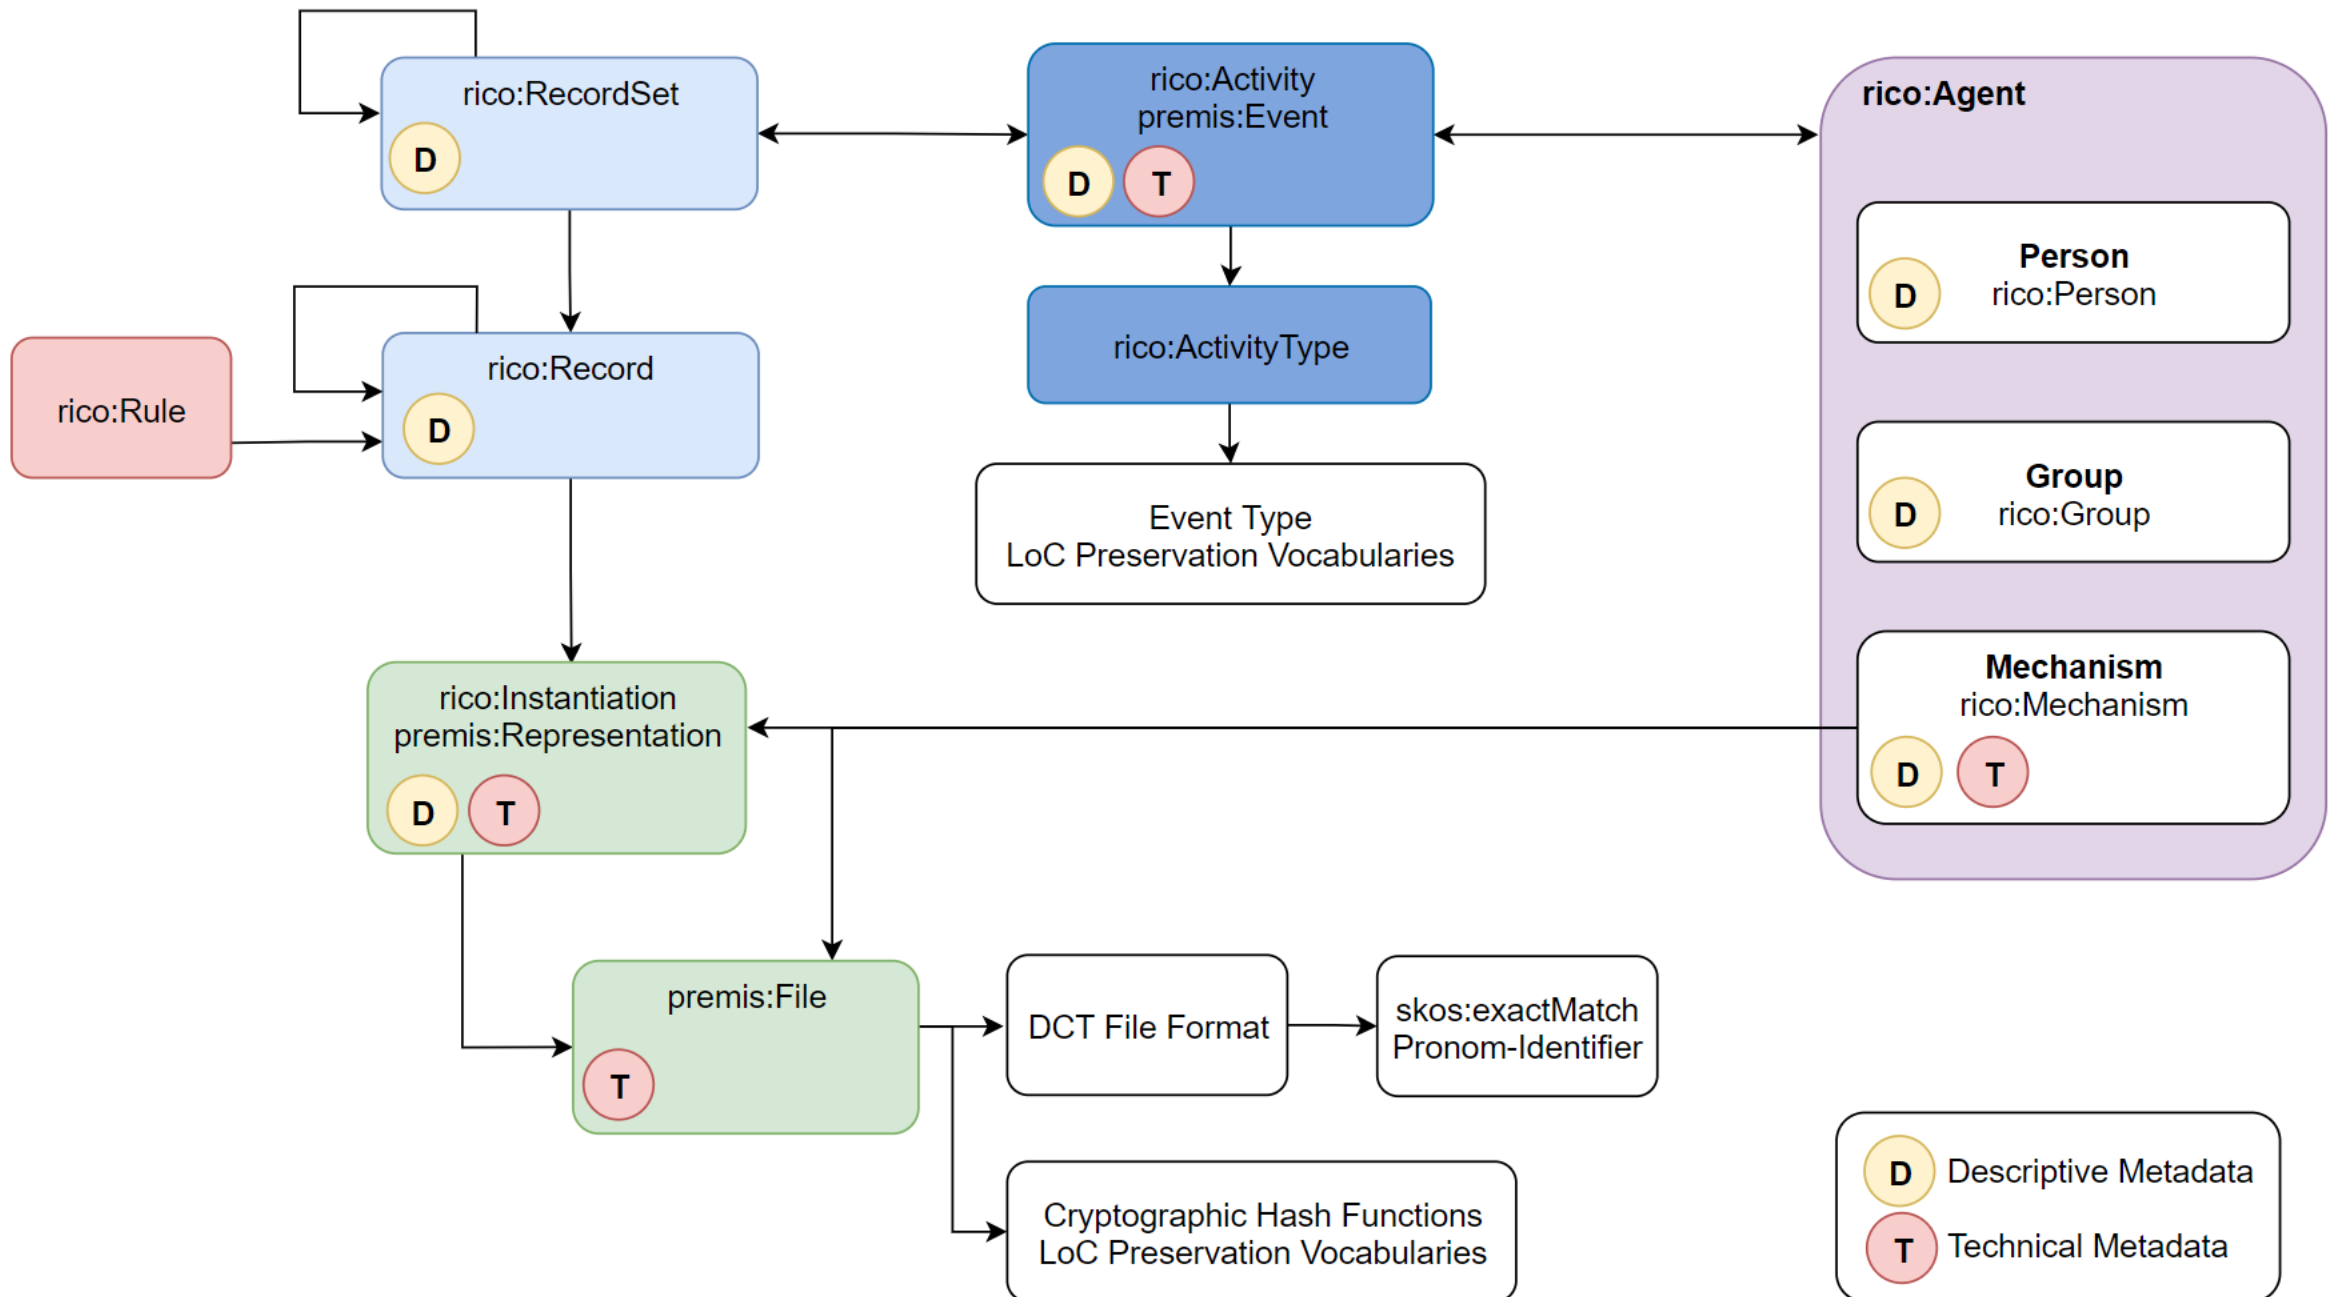 rico:RecordSet
D
rico:Activity
premis:Event
D
T
rico:Agent
Person
rico:Person
D
rico:ActivityType
rico:Rule
rico:Record
D
Group
rico:Group
D
Event Type
LoC Preservation Vocabularies
rico:Instantiation
premis:Representation
D
T
Mechanism
rico:Mechanism
D
T
premis:File
T
DCT File Format
skos:exactMatch
Pronom-Identifier
Cryptographic Hash Functions
LoC Preservation Vocabularies
D Descriptive Metadata
T Technical Metadata